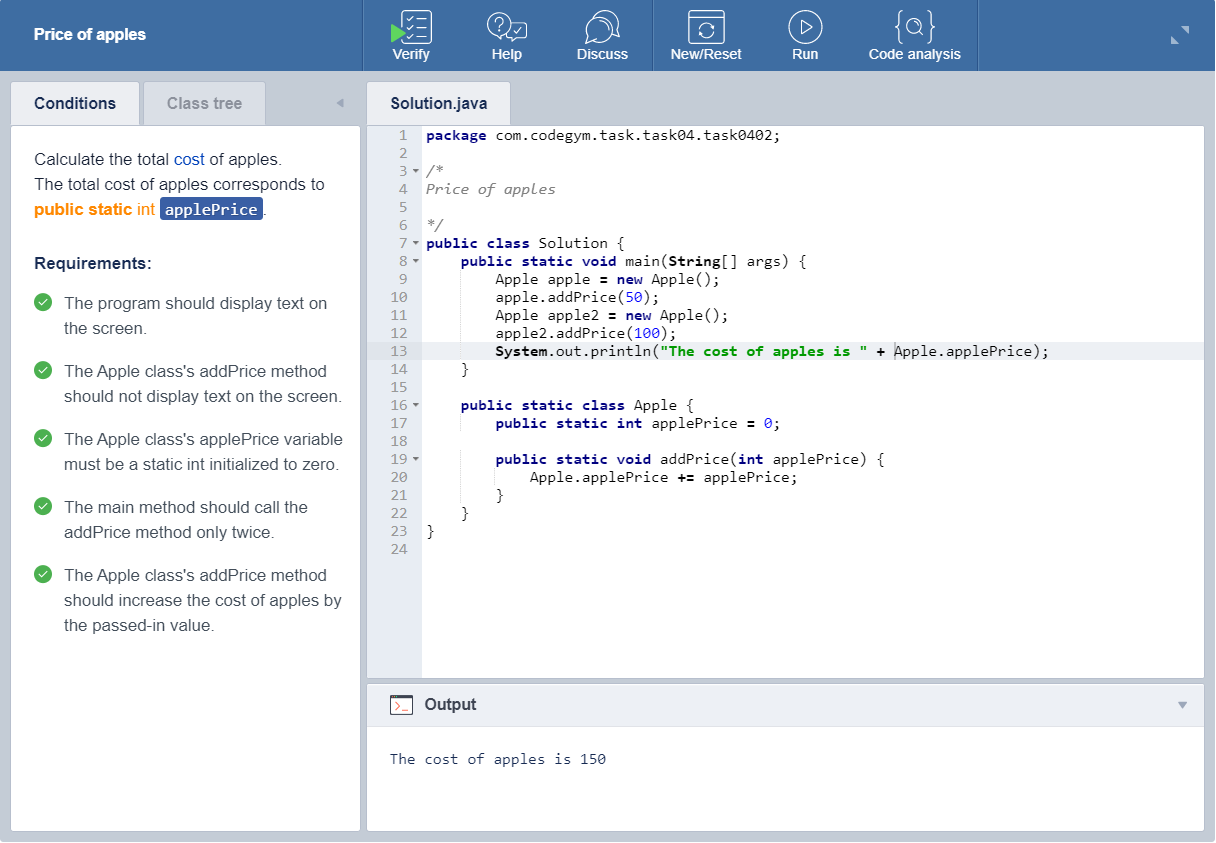 Price of apples
Verify
Help
Discuss
New/Reset
Run
Code analysis
Conditions
Class tree
Calculate the total cost of apples.
The total cost of apples corresponds to
public static int applePrice.
Requirements:
The program should display text on
the screen.
The Apple class's addPrice method
should not display text on the screen.
The Apple class's applePrice variable
must be a static int initialized to zero.
The main method should call the
addPrice method only twice.
The Apple class's addPrice method
should increase the cost of apples by
the passed-in value.
Solution.java
1 package com.codegym.task.task04.task0402;
2
3 /*
4 Price of apples
5
6 */
7 public class Solution {
8     public static void main(String[] args) {
9         Apple apple = new Apple();
10         apple.addPrice(50);
11         Apple apple2 = new Apple();
12         apple2.addPrice(100);
13         System.out.println("The cost of apples is " + Apple.applePrice);
14     }
15
16     public static class Apple {
17         public static int applePrice = 0;
18
19         public static void addPrice(int applePrice) {
20             Apple.applePrice += applePrice;
21         }
22     }
23 }
24
Output
The cost of apples is 150